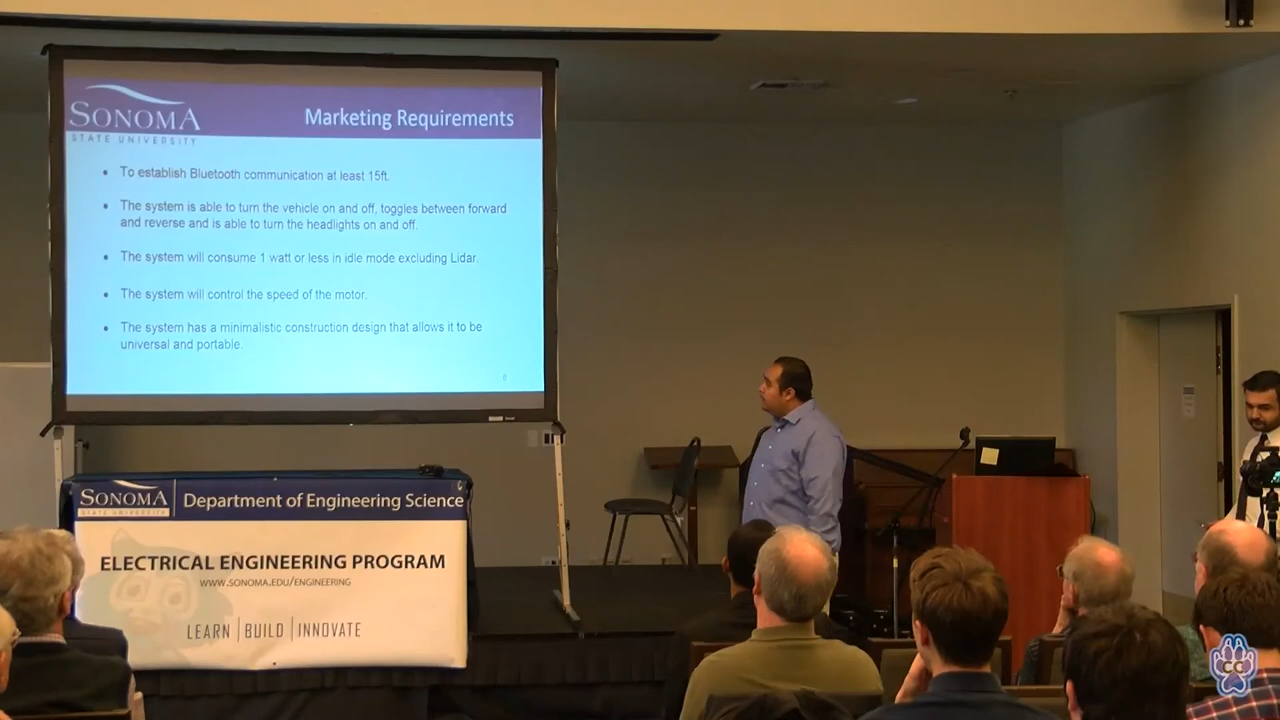 SONOMA
STATE UNIVERSITY
Marketing Requirements
• To establish Bluetooth communication at least 15ft.
• The system is able to turn the vehicle on and off, toggles between forward
and reverse and is able to turn the headlights on and off.
• The system will consume 1 watt or less in idle mode excluding Lidar.
• The system will control the speed of the motor.
• The system has a minimalistic construction design that allows it to be
universal and portable.
SONOMA
STATE UNIVERSITY
Department of Engineering Science
ELECTRICAL ENGINEERING PROGRAM
WWW.SONOMA.EDU/ENGINEERING
LEARN | BUILD | INNOVATE
CC